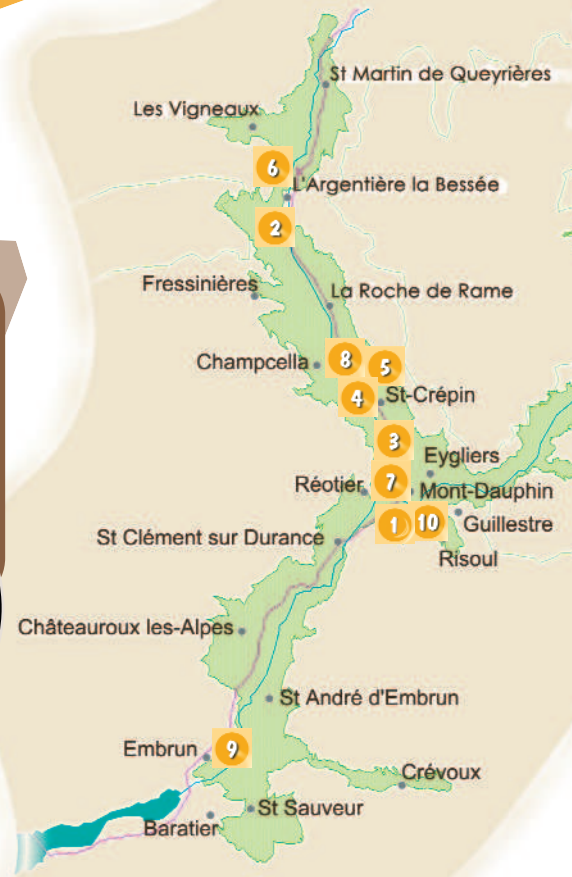 St Martin de Queyrières
Les Vigneaux
6
L'Argentière la Bessée
2
Fressinières
La Roche de Rame
8
5
Champcella
4
St-Crépin
3
Eygliers
7
Réotier
Mont-Dauphin
1
10
Guillestre
St Clément sur Durance
Risoul
Châteauroux les-Alpes
St André d'Embrun
9
Embrun
Crévoux
St Sauveur
Baratier